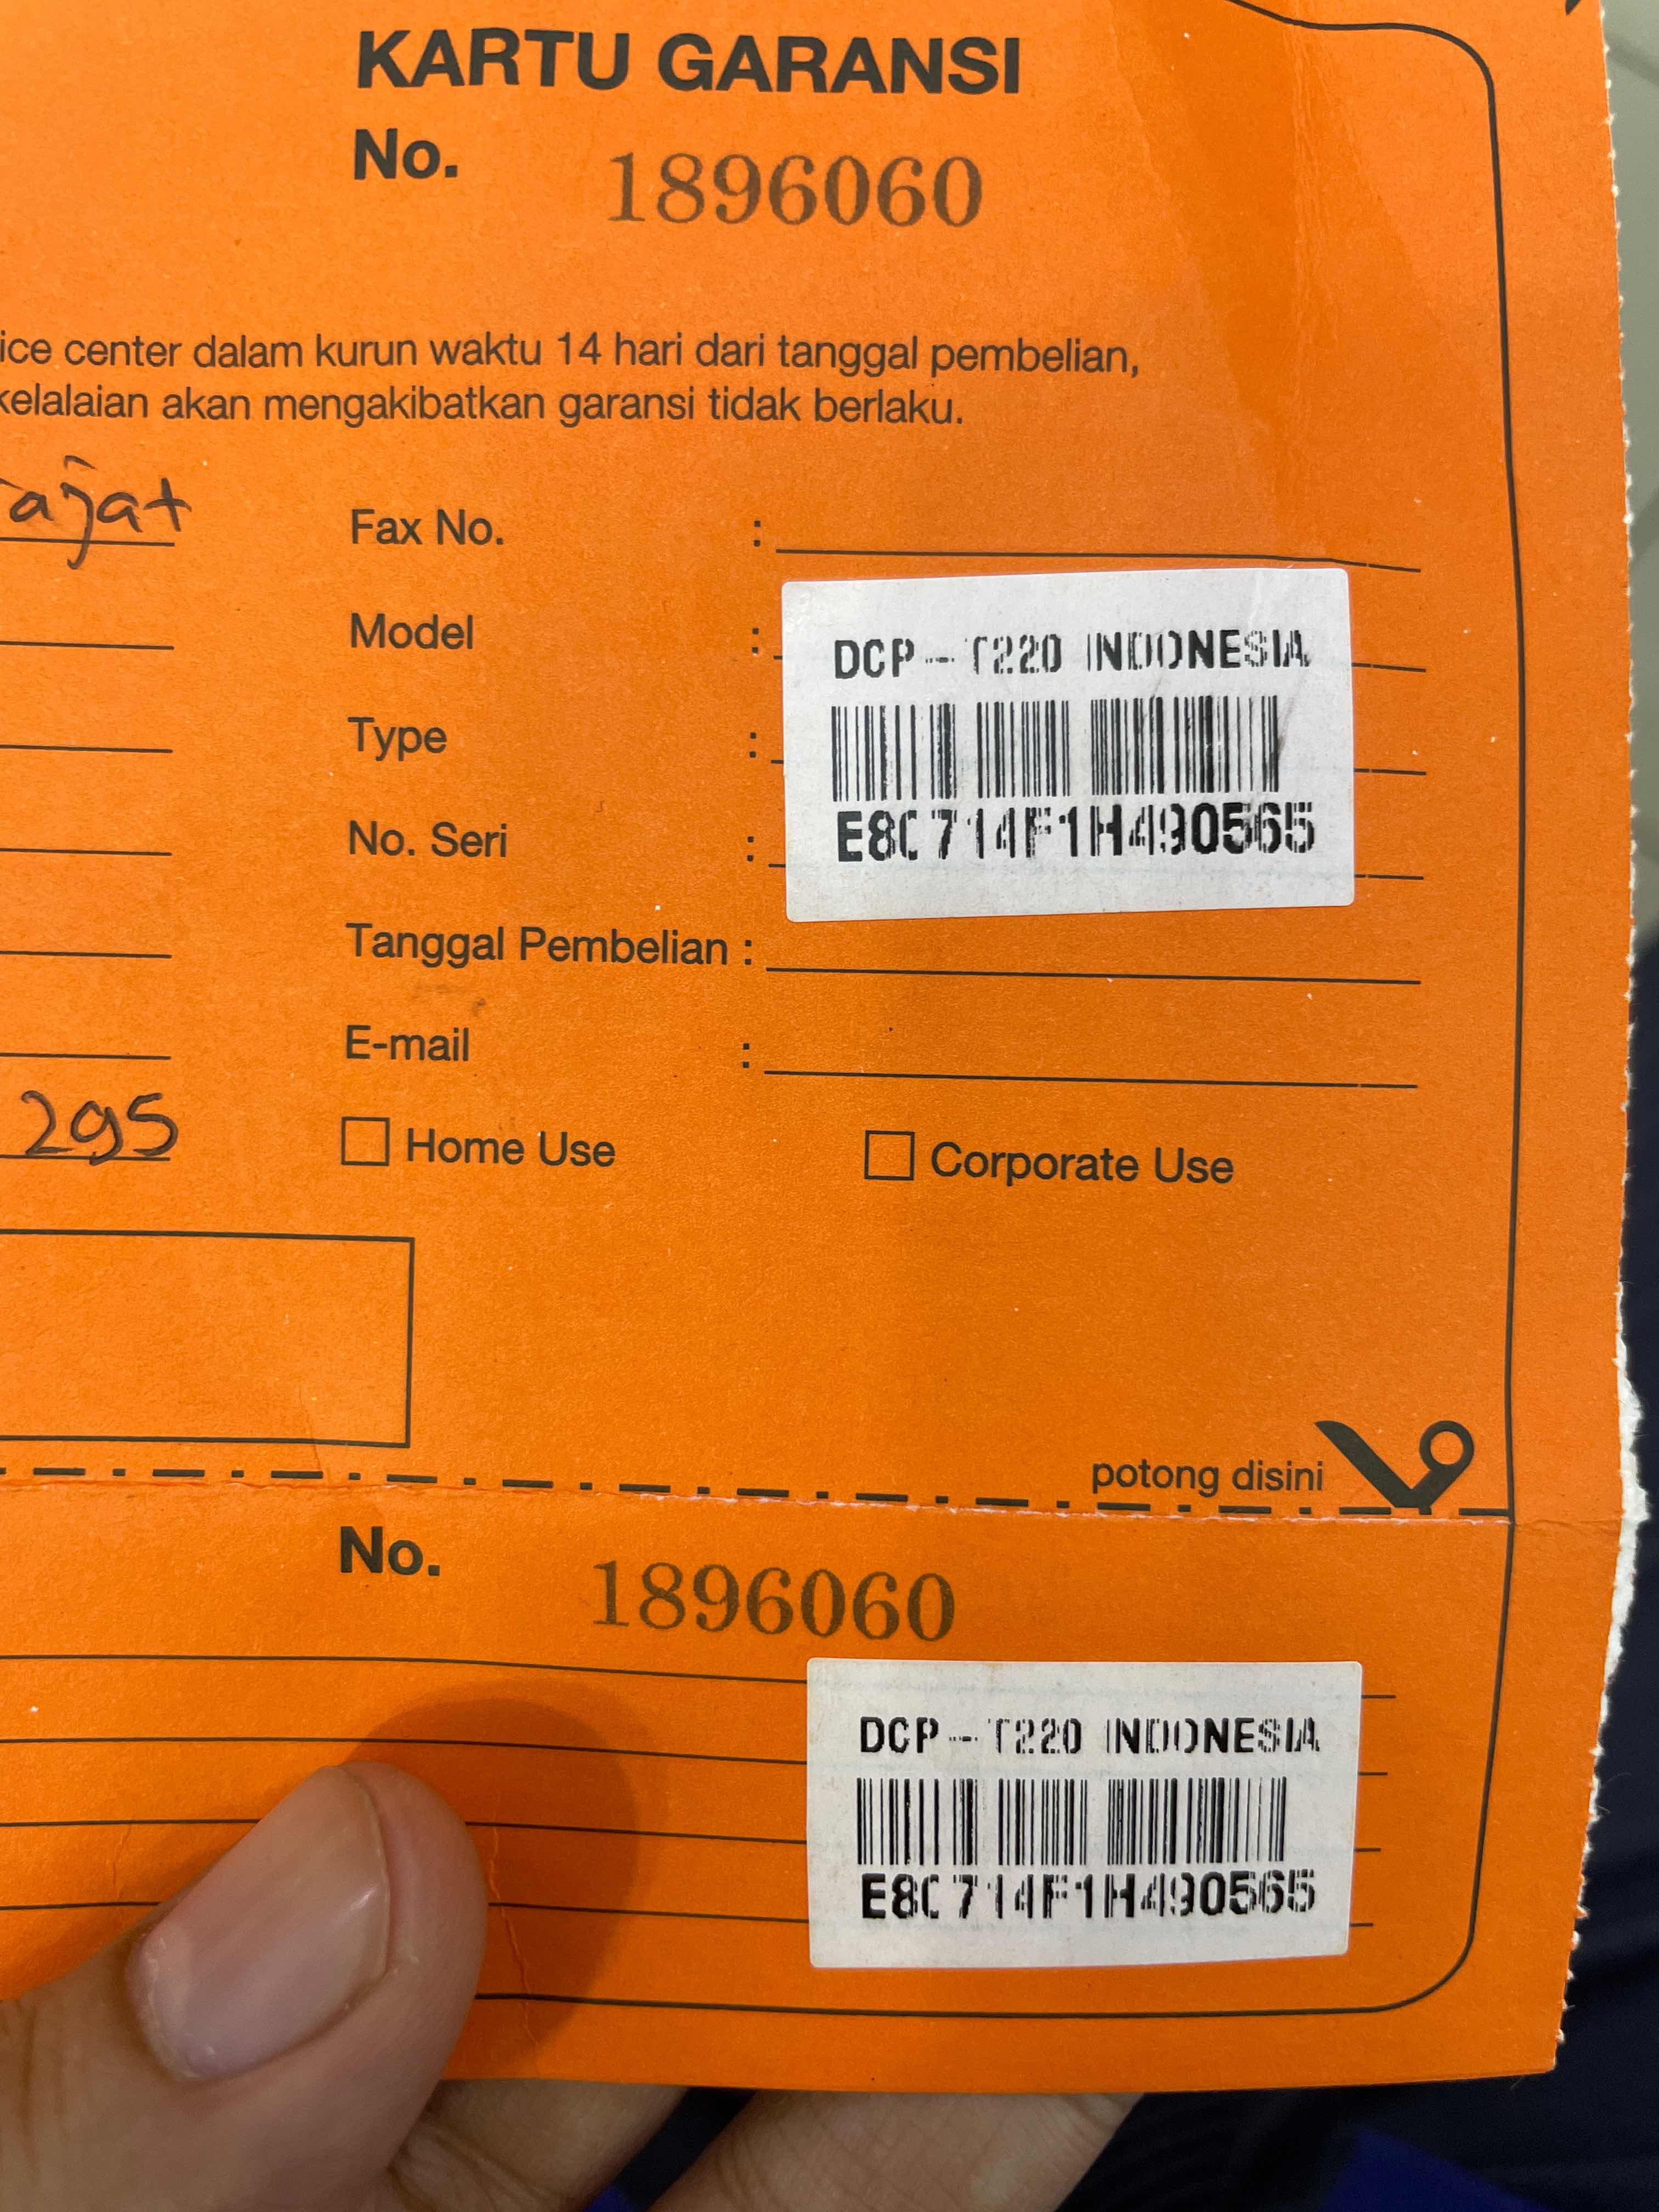 KARTU GARANSI
No. 1896060
ice center dalam kurun waktu 14 hari dari tanggal pembelian,
kelalaian akan mengakibatkan garansi tidak berlaku.
ajat
Fax No. :
Model : DCP-T220 INDONESIA
Type :
No. Seri : E80714F1H490565
Tanggal Pembelian :
E-mail :
295
Home Use Corporate Use
potong disini
No. 1896060
DCP-T220 INDONESIA
E80714F1H490565